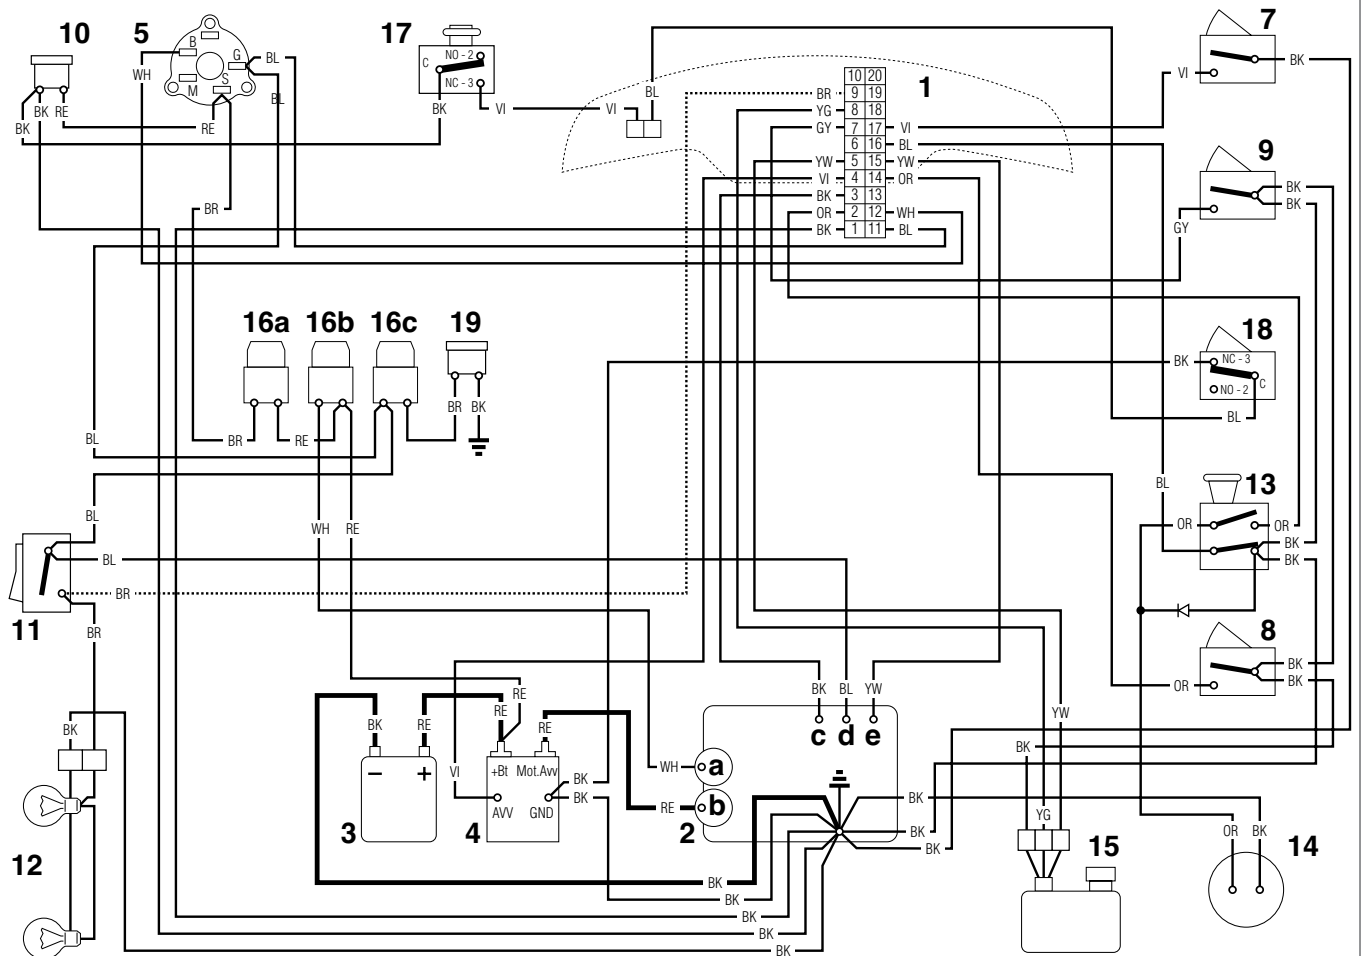 10 5 17 7
B G S M
BL WH BL
BK BK RE RE
C NO - 2 NC - 3
BK VI VI BL
1
10 20
BR 9 19
YG 8 18
GY 7 17 VI
6 16 BL
YW 5 15 YW
VI 4 14 OR
BK 3 13
OR 2 12 WH
BK 1 11 BL
VI BK
9
BK
BK
GY
BR
16a 16b 16c 19
18
BK NC - 3
NO - 2 C
BL
BR RE BR BK
BL
WH RE
BL
BL
13
OR OR
BK
BK
BL
BR
11
BR
8
BK
BK
OR
BK
BK RE RE RE
BK BL YW
c d e
YW
BK
– +
+Bt Mot.Avv
AVV GND
VI
BK
BK
WH a
RE b
3 4 2
BK
BK
BK
YG
15
OR BK
14
12
BK
BK
BK
BK
BK